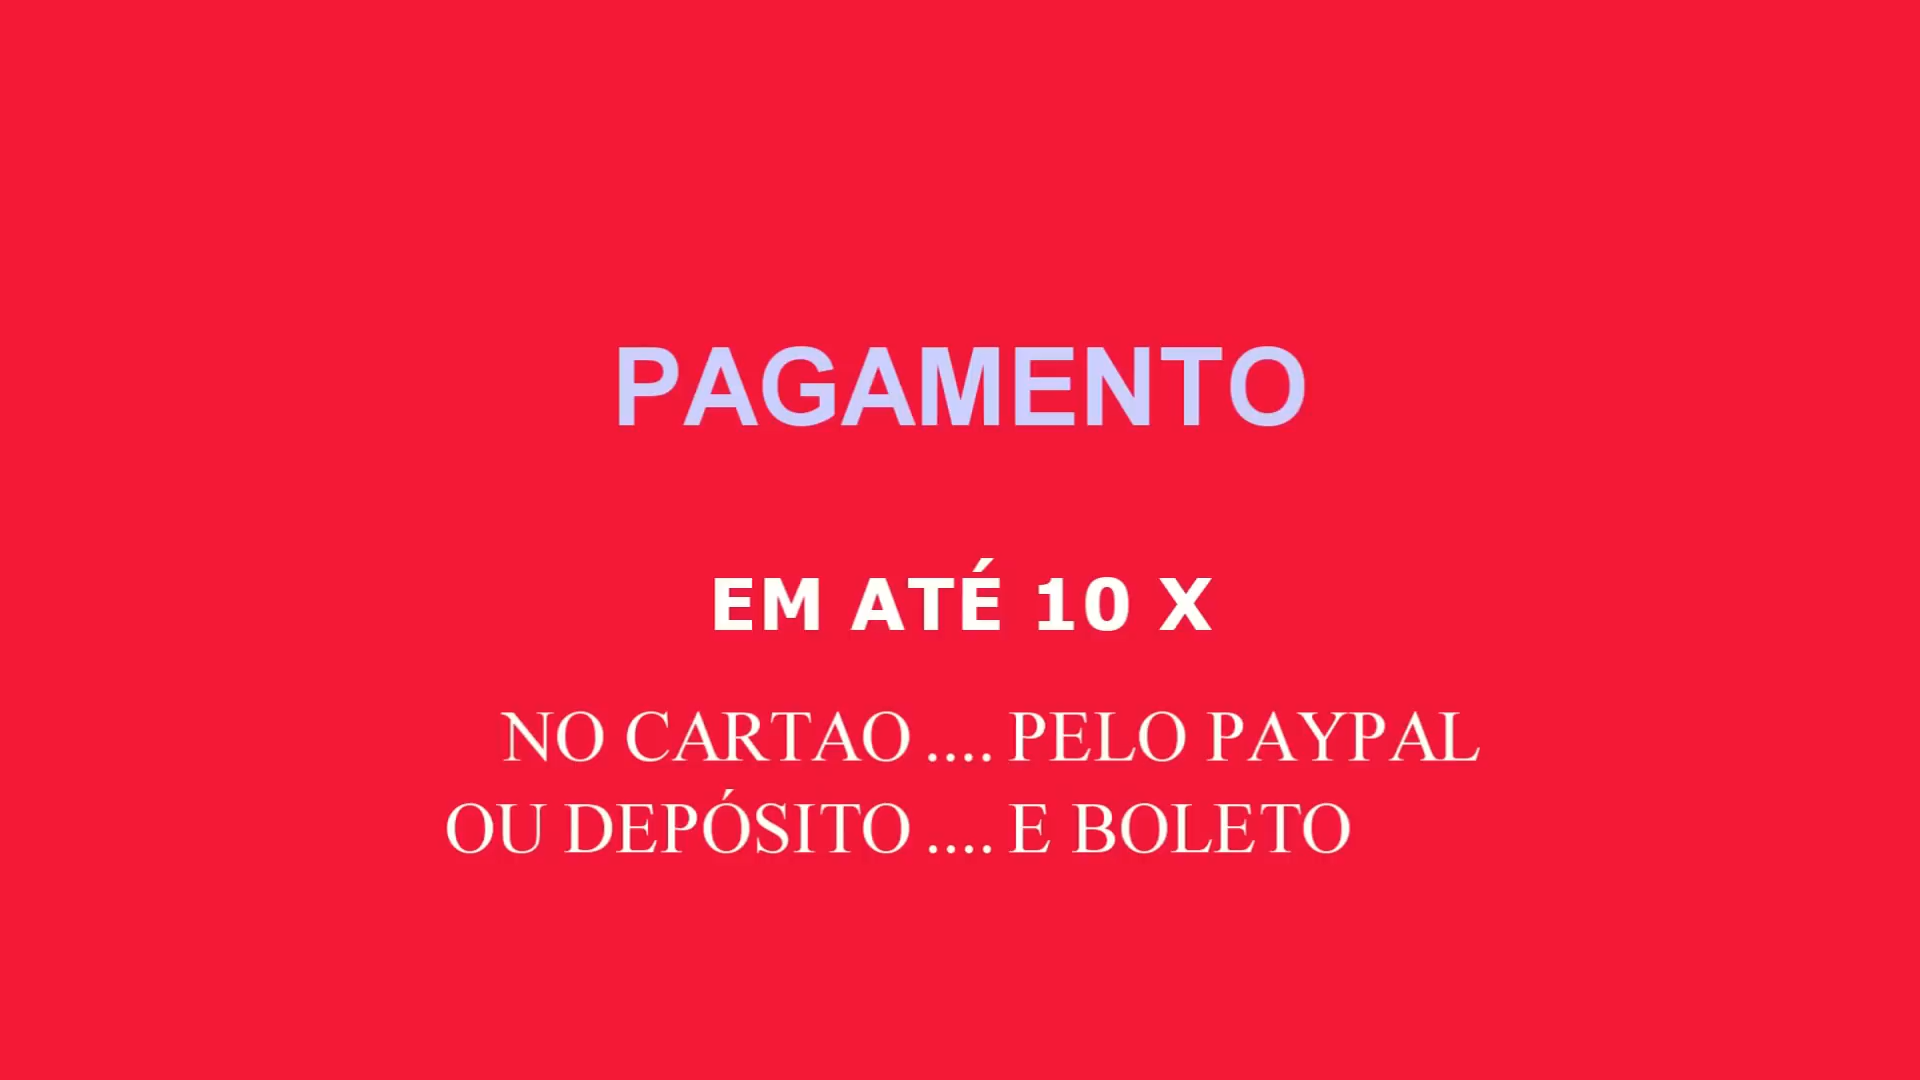 PAGAMENTO
EM ATÉ 10 X
NO CARTAO .... PELO PAYPAL
OU DEPÓSITO .... E BOLETO